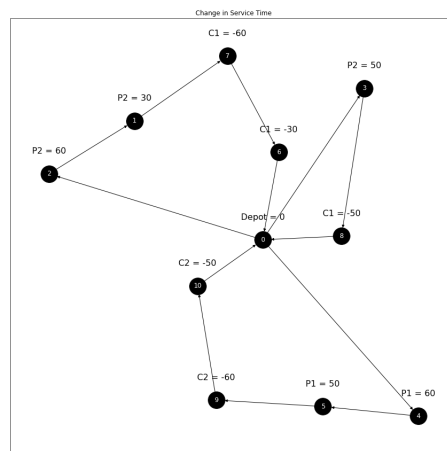 Change in Service Time
C1 = -60
7
P2 = 50
3
P2 = 30
1
C1 = -30
6
P2 = 60
2
Depot = 0
0
C1 = -50
8
C2 = -50
10
C2 = -60
9
P1 = 50
5
P1 = 60
4